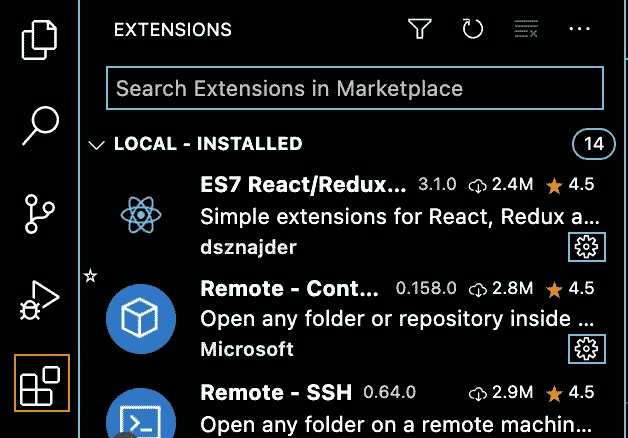 EXTENSIONS
Search Extensions in Marketplace
LOCAL - INSTALLED 14
ES7 React/Redux... 3.1.0 2.4M 4.5
Simple extensions for React, Redux a...
dsznajder
Remote - Cont... 0.158.0 2.8M 4.5
Open any folder or repository inside ...
Microsoft
Remote - SSH 0.64.0 2.9M 4.5
Open any folder on a remote machin...